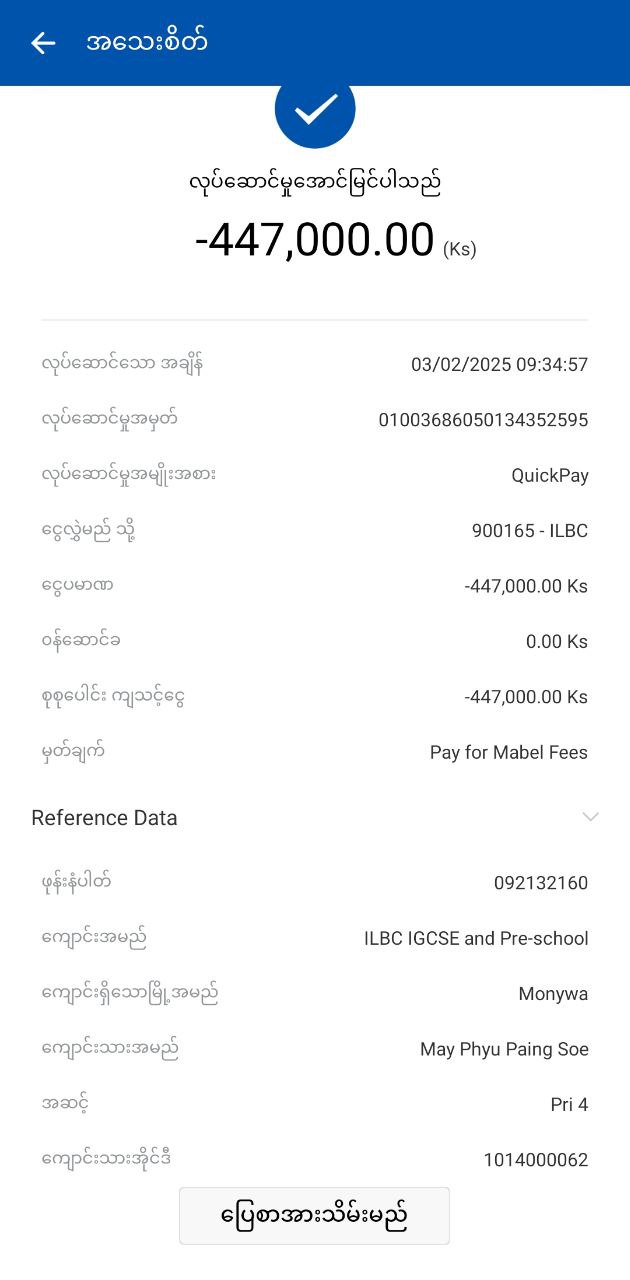 အသေးစိတ်
လုပ်ဆောင်မှုအောင်မြင်ပါသည်
-447,000.00 (Ks)
လုပ်ဆောင်သော အချိန် 03/02/2025 09:34:57
လုပ်ဆောင်မှုအမှတ် 01003686050134352595
လုပ်ဆောင်မှုအမျိုးအစား QuickPay
ငွေလွှဲမည် သို့ 900165 - ILBC
ငွေပမာဏ -447,000.00 Ks
ဝန်ဆောင်ခ 0.00 Ks
စုစုပေါင်း ကျသင့်ငွေ -447,000.00 Ks
မှတ်ချက် Pay for Mabel Fees
Reference Data
ဖုန်းနံပါတ် 092132160
ကျောင်းအမည် ILBC IGCSE and Pre-school
ကျောင်းရှိသောမြို့အမည် Monywa
ကျောင်းသားအမည် May Phyu Paing Soe
အဆင့် Pri 4
ကျောင်းသားအိုင်ဒီ 1014000062
ပြေစာအားသိမ်းမည်